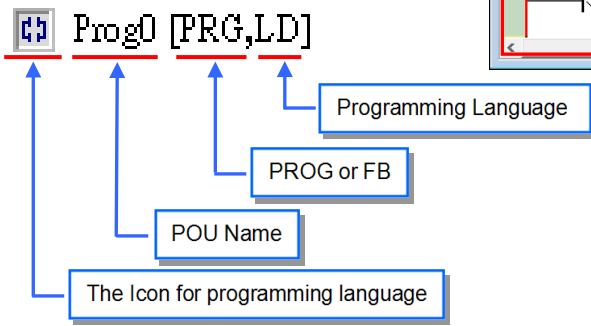 Prog0 [PRG,LD]
Programming Language
PROG or FB
POU Name
The Icon for programming language